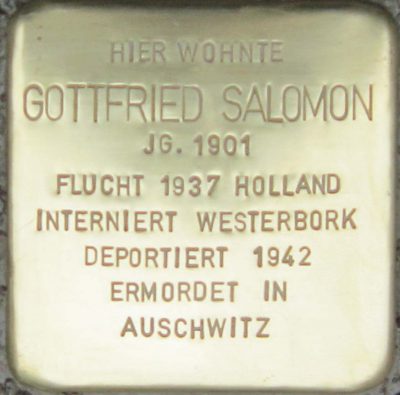 HIER WOHNTE
GOTTFRIED SALOMON
JG. 1901
FLUCHT 1937 HOLLAND
INTERNIERT WESTERBORK
DEPORTIERT 1942
ERMORDET IN
AUSCHWITZ